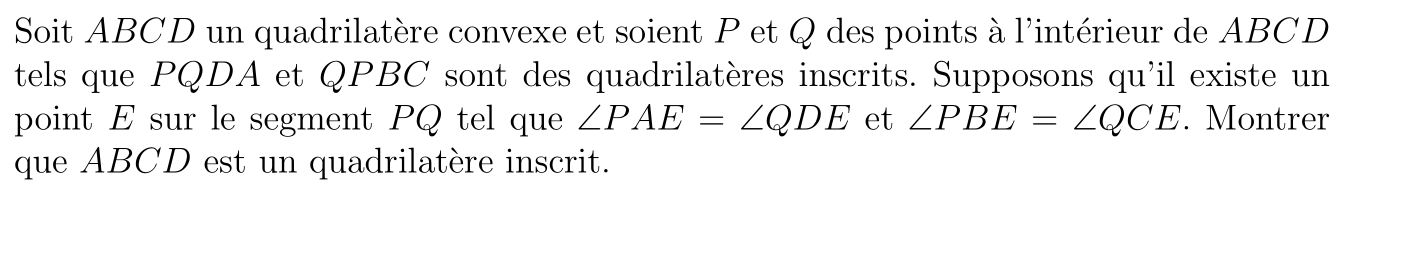 Soit ABCD un quadrilatère convexe et soient P et Q des points à l'intérieur de ABCD
tels que PQDA et QPBC sont des quadrilatères inscrits. Supposons qu'il existe un
point E sur le segment PQ tel que ∠PAE = ∠QDE et ∠PBE = ∠QCE. Montrer
que ABCD est un quadrilatère inscrit.